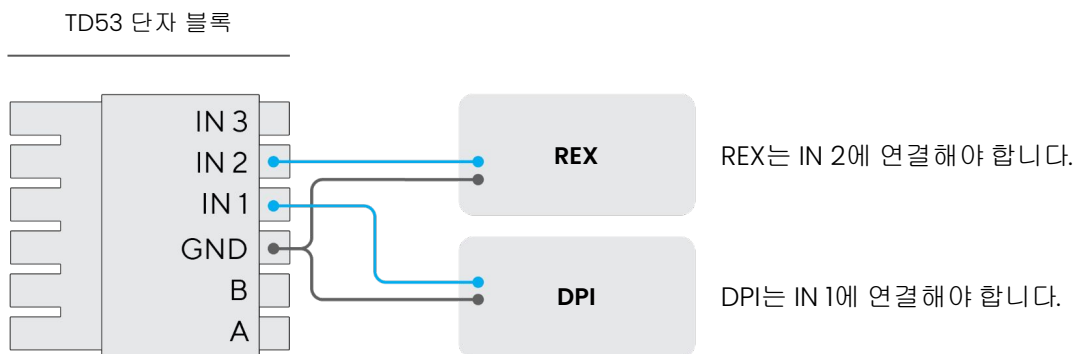 TD53 단자 블록
IN 3
IN 2
IN 1
GND
B
A
REX
REX는 IN 2에 연결해야 합니다.
DPI
DPI는 IN 1에 연결해야 합니다.